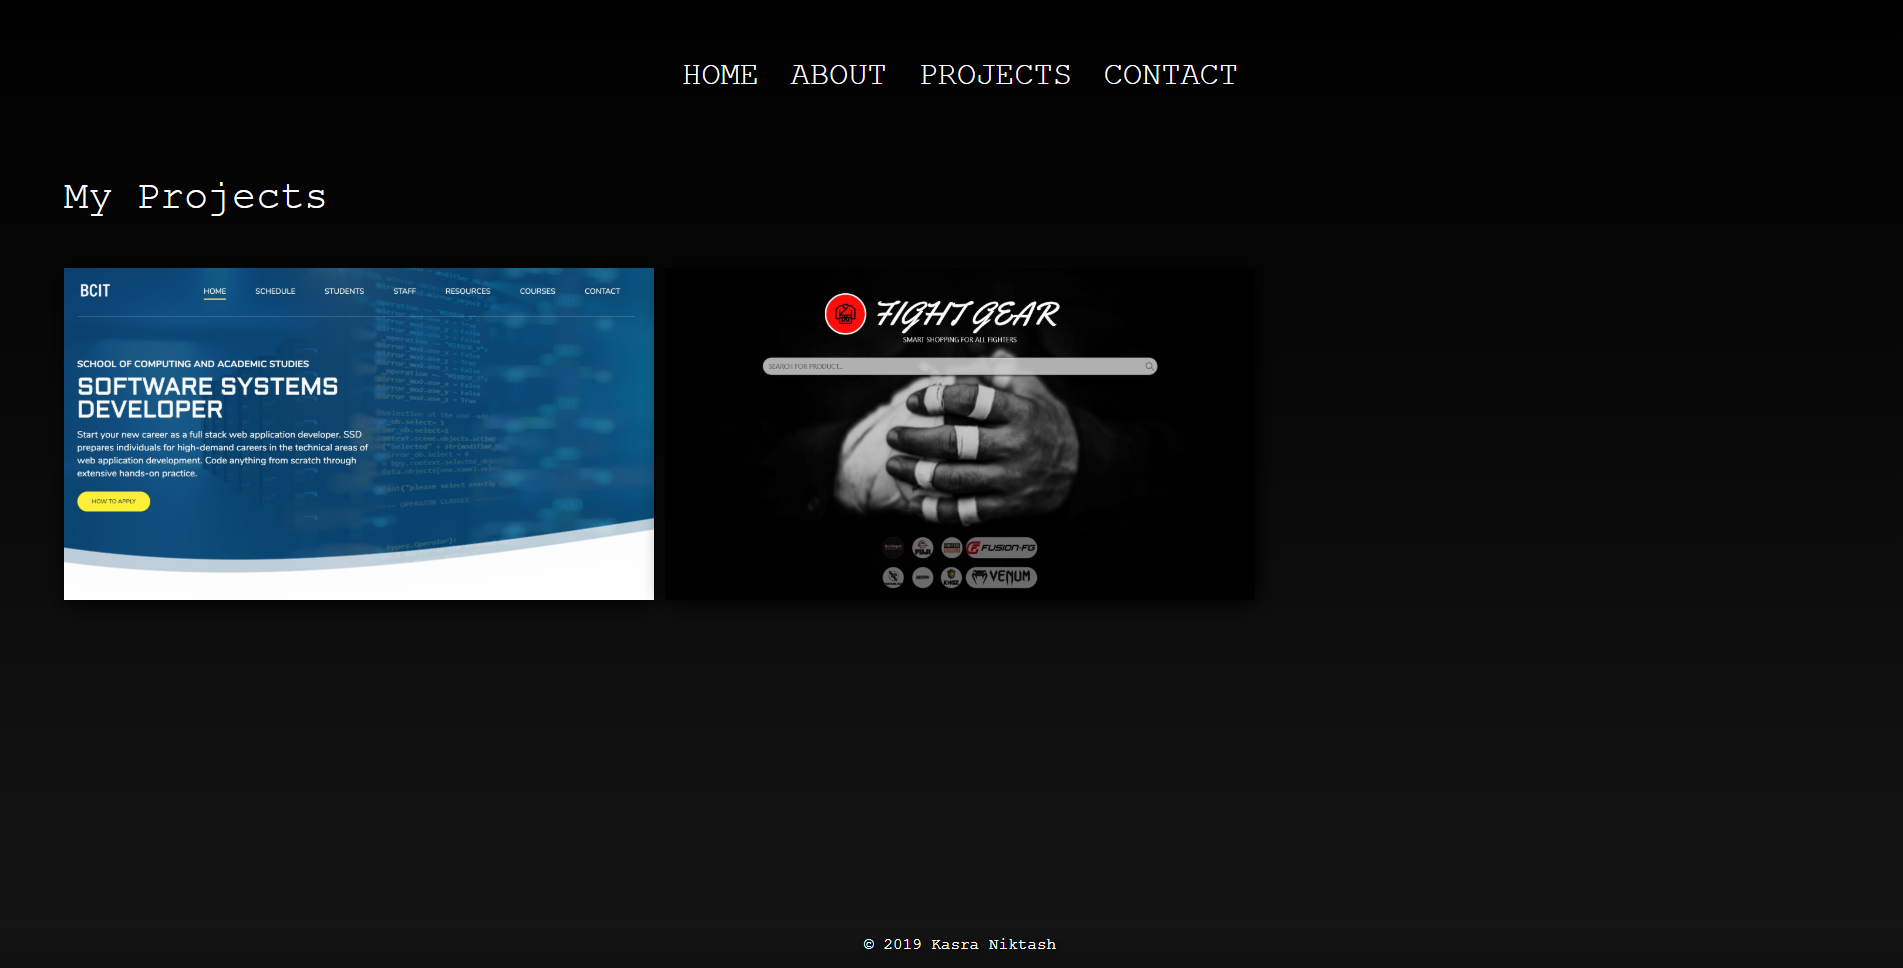 HOME ABOUT PROJECTS CONTACT
My Projects
BCIT HOME SCHEDULE STUDENTS STAFF RESOURCES COURSES CONTACT
SCHOOL OF COMPUTING AND ACADEMIC STUDIES
SOFTWARE SYSTEMS
DEVELOPER
Start your new career as a full stack web application developer. SSD
prepares individuals for high-demand careers in the technical areas of
web application development. Code anything from scratch through
extensive hands-on practice.
HOW TO APPLY
FIGHT GEAR
SMART SHOPPING FOR ALL FIGHTERS
SEARCH FOR PRODUCT...
FUJI FUSION·FG
VENUM
© 2019 Kasra Niktash